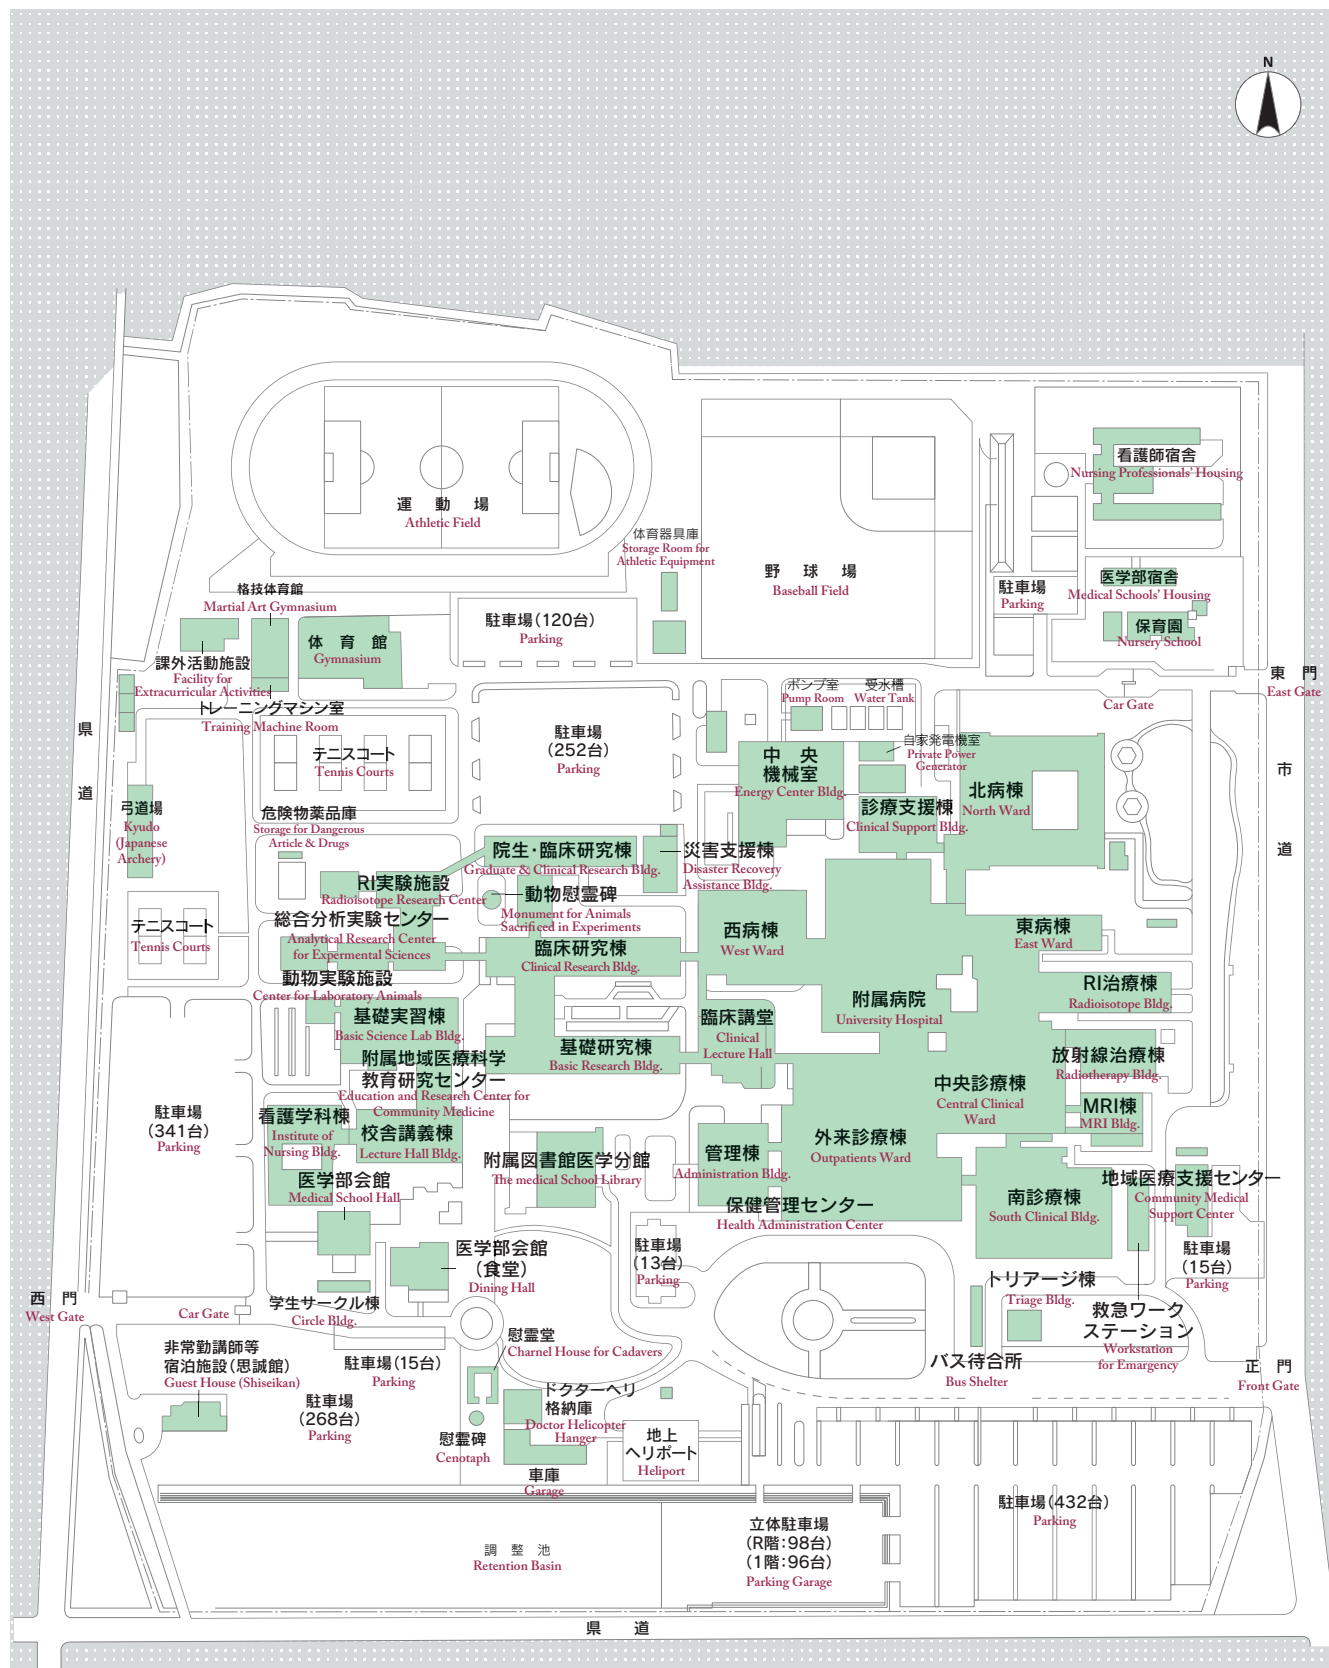 N
看護師宿舎
Nursing Professionals' Housing
運 動 場
Athletic Field
体育器具庫
Storage Room for
Athletic Equipment
野 球 場
Baseball Field
駐車場
Parking
医学部宿舎
Medical Schools' Housing
保育園
Nursery School
格技体育館
Martial Art Gymnasium
体 育 館
Gymnasium
駐車場(120台)
Parking
課外活動施設
Facility for
Extracurricular Activities
トレーニングマシン室
Training Machine Room
東 門
East Gate
Car Gate
ポンプ室
Pump Room
受水槽
Water Tank
県 道
テニスコート
Tennis Courts
駐車場
(252台)
Parking
自家発電機室
Private Power
Generator
中 央
機械室
Energy Center Bldg.
市 道
北病棟
North Ward
診療支援棟
Clinical Support Bldg.
弓道場
Kyudo
(Japanese
Archery)
危険物薬品庫
Storage for Dangerous
Article & Drugs
院生・臨床研究棟
Graduate & Clinical Research Bldg.
災害支援棟
Disaster Recovery
Assistance Bldg.
RI実験施設
Radioisotope Research Center
動物慰霊碑
Monument for Animals
Sacrificed in Experiments
総合分析実験センター
Analytical Research Center
for Expermental Sciences
テニスコート
Tennis Courts
西病棟
West Ward
東病棟
East Ward
臨床研究棟
Clinical Research Bldg.
動物実験施設
Center for Laboratory Animals
RI治療棟
Radioisotope Bldg.
附属病院
University Hospital
基礎実習棟
Basic Science Lab Bldg.
臨床講堂
Clinical
Lecture Hall
基礎研究棟
Basic Research Bldg.
附属地域医療科学
教育研究センター
Education and Research Center for
Community Medicine
放射線治療棟
Radiotherapy Bldg.
中央診療棟
Central Clinical
Ward
MRI棟
MRI Bldg.
駐車場
(341台)
Parking
看護学科棟
Institute of
Nursing Bldg.
校舎講義棟
Lecture Hall Bldg.
外来診療棟
Outpatients Ward
管理棟
Administration Bldg.
附属図書館医学分館
The medical School Library
医学部会館
Medical School Hall
地域医療支援センター
Community Medical
Support Center
南診療棟
South Clinical Bldg.
保健管理センター
Health Administration Center
医学部会館
(食堂)
Dining Hall
駐車場
(13台)
Parking
駐車場
(15台)
Parking
トリアージ棟
Triage Bldg.
西 門
West Gate
Car Gate
学生サークル棟
Circle Bldg.
救急ワーク
ステーション
Workstation
for Emargency
慰霊堂
Charnel House for Cadavers
非常勤講師等
宿泊施設(思誠館)
Guest House (Shiseikan)
駐車場(15台)
Parking
バス待合所
Bus Shelter
正 門
Front Gate
駐車場
(268台)
Parking
ドクターヘリ
格納庫
Doctor Helicopter
Hanger
慰霊碑
Cenotaph
地上
ヘリポート
Heliport
車庫
Garage
駐車場(432台)
Parking
立体駐車場
(R階:98台)
(1階:96台)
Parking Garage
調 整 池
Retention Basin
県 道